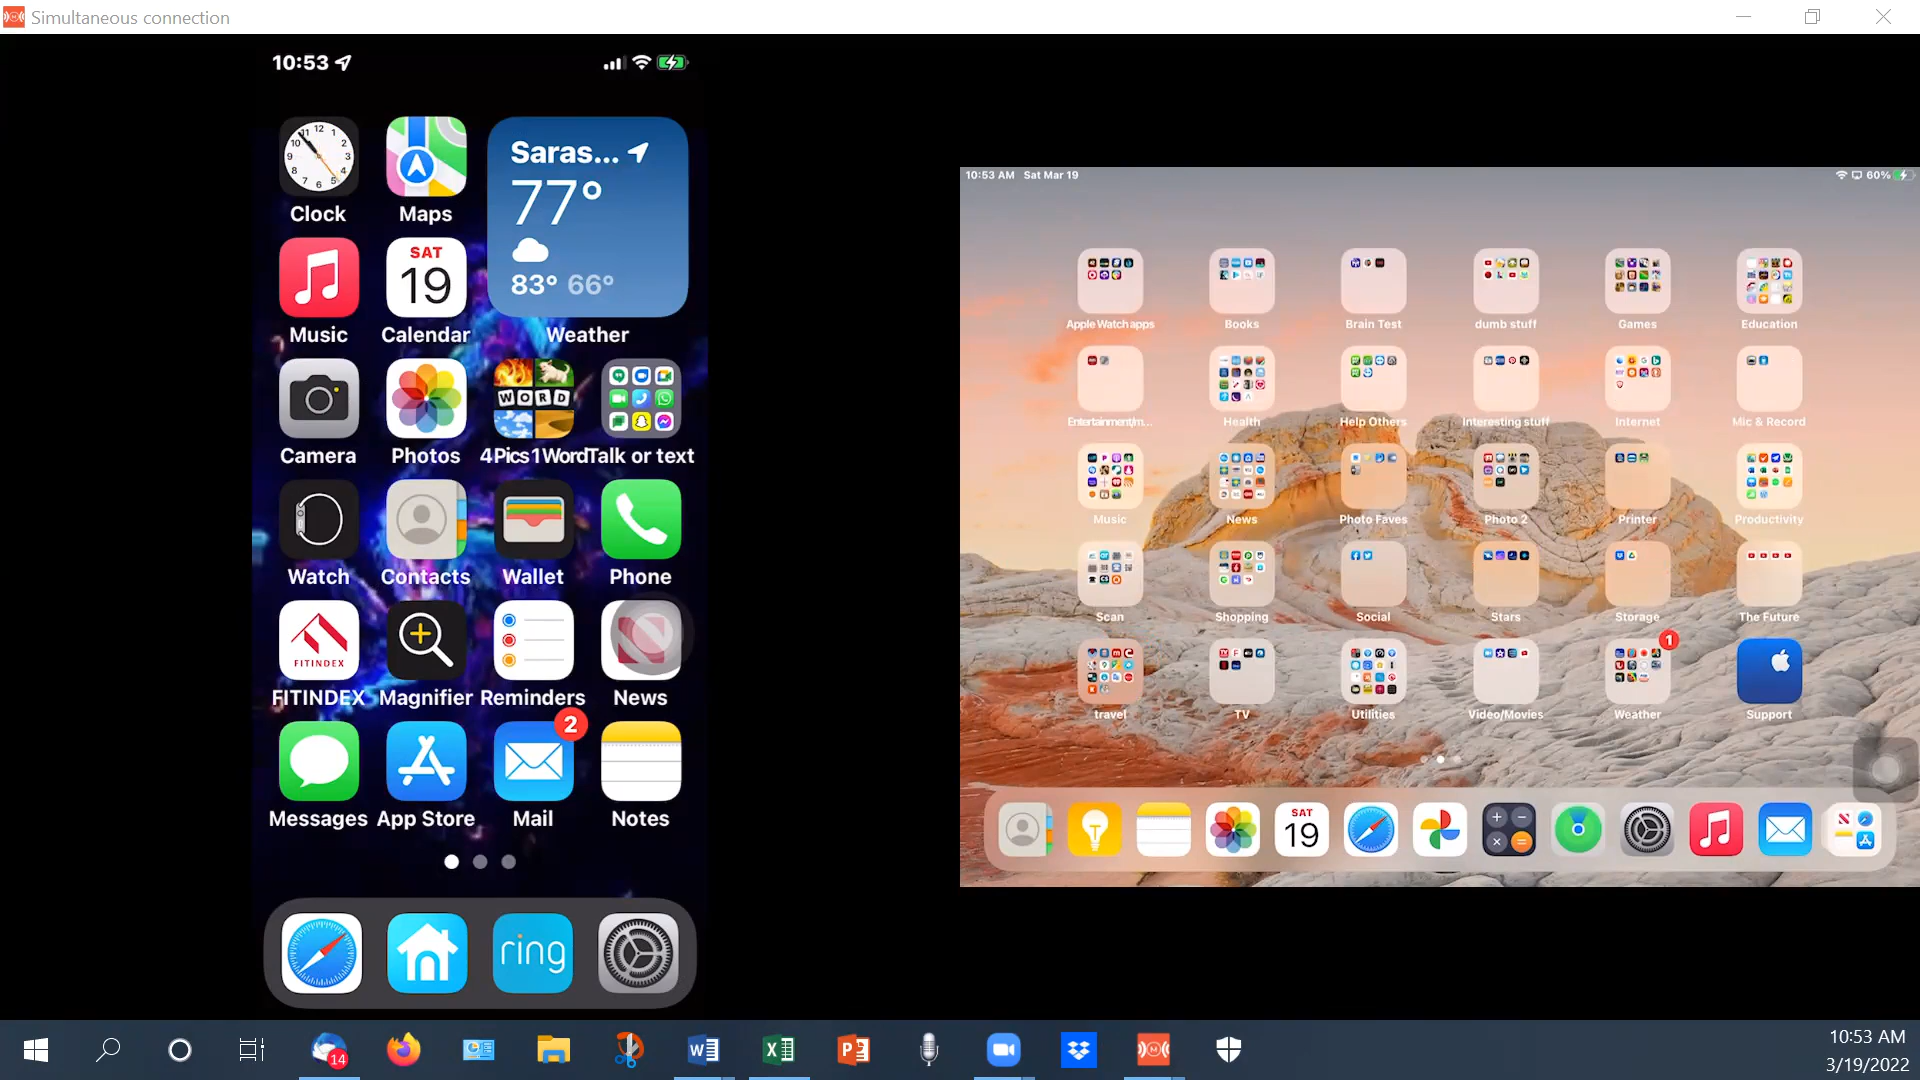 Simultaneous connection
10:53
Saras...
77°
83° 66°
Clock
Maps
SAT
19
Music
Calendar
Weather
WORD
Camera
Photos
4Pics1Word
Talk or text
Watch
Contacts
Wallet
Phone
FITINDEX
FITINDEX
Magnifier
Reminders
News
2
Messages
App Store
Mail
Notes
ring
10:53 AM Sat Mar 19
60%
Apple Watch apps
Books
Brain Test
dumb stuff
Games
Education
Entertainment/m...
Health
Help Others
Interesting stuff
Internet
Mic & Record
Music
News
Photo Faves
Photo 2
Printer
Productivity
Scan
Shopping
Social
Stars
Storage
The Future
1
travel
TV
Utilities
Video/Movies
Weather
Support
SAT
19
14
10:53 AM
3/19/2022